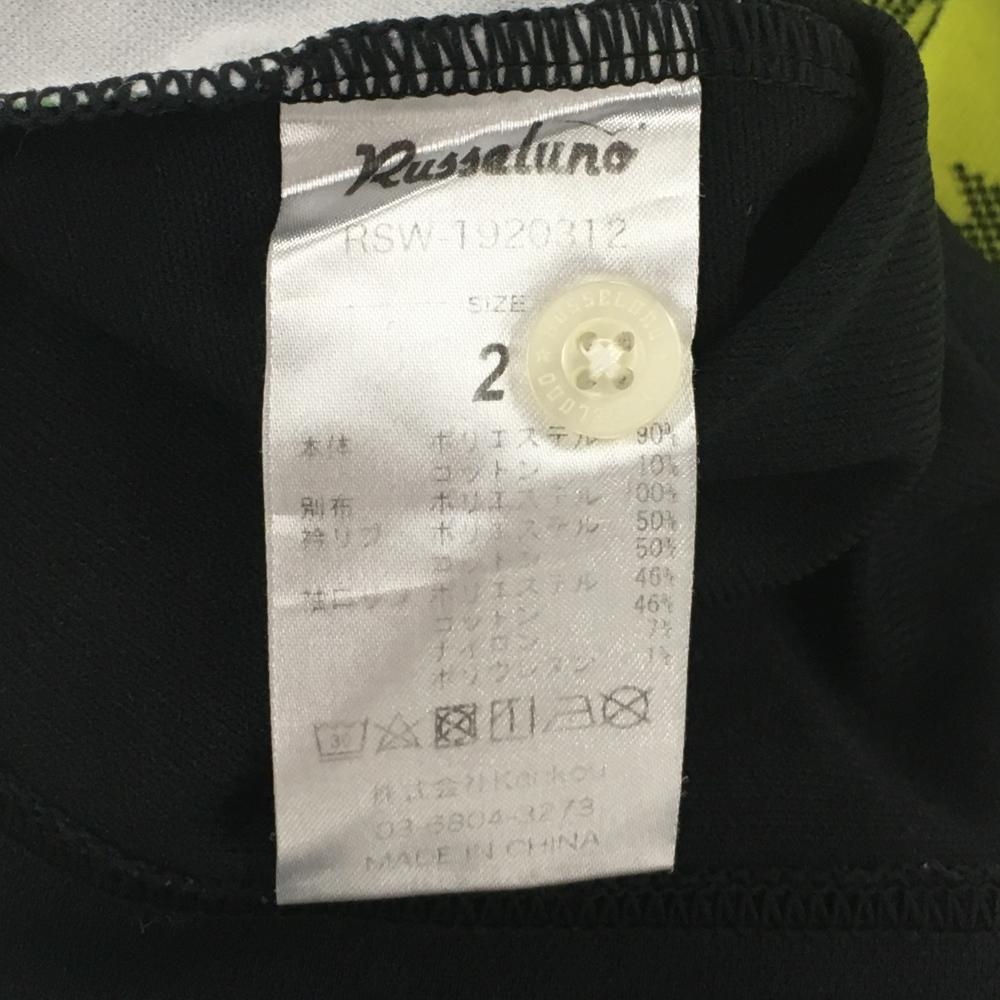 Russeluno
RSW-1920312
SIZE
2
本体 ポリエステル 90%
コットン 10%
別布 ポリエステル 00%
衿リブ ポリエステル 50%
コットン 50%
ポリエステル 46%
コットン 46%
ナイロン 7%
ポリウレタン 1%
30
株式会社Kankou
03-6804-3273
MADE IN CHINA